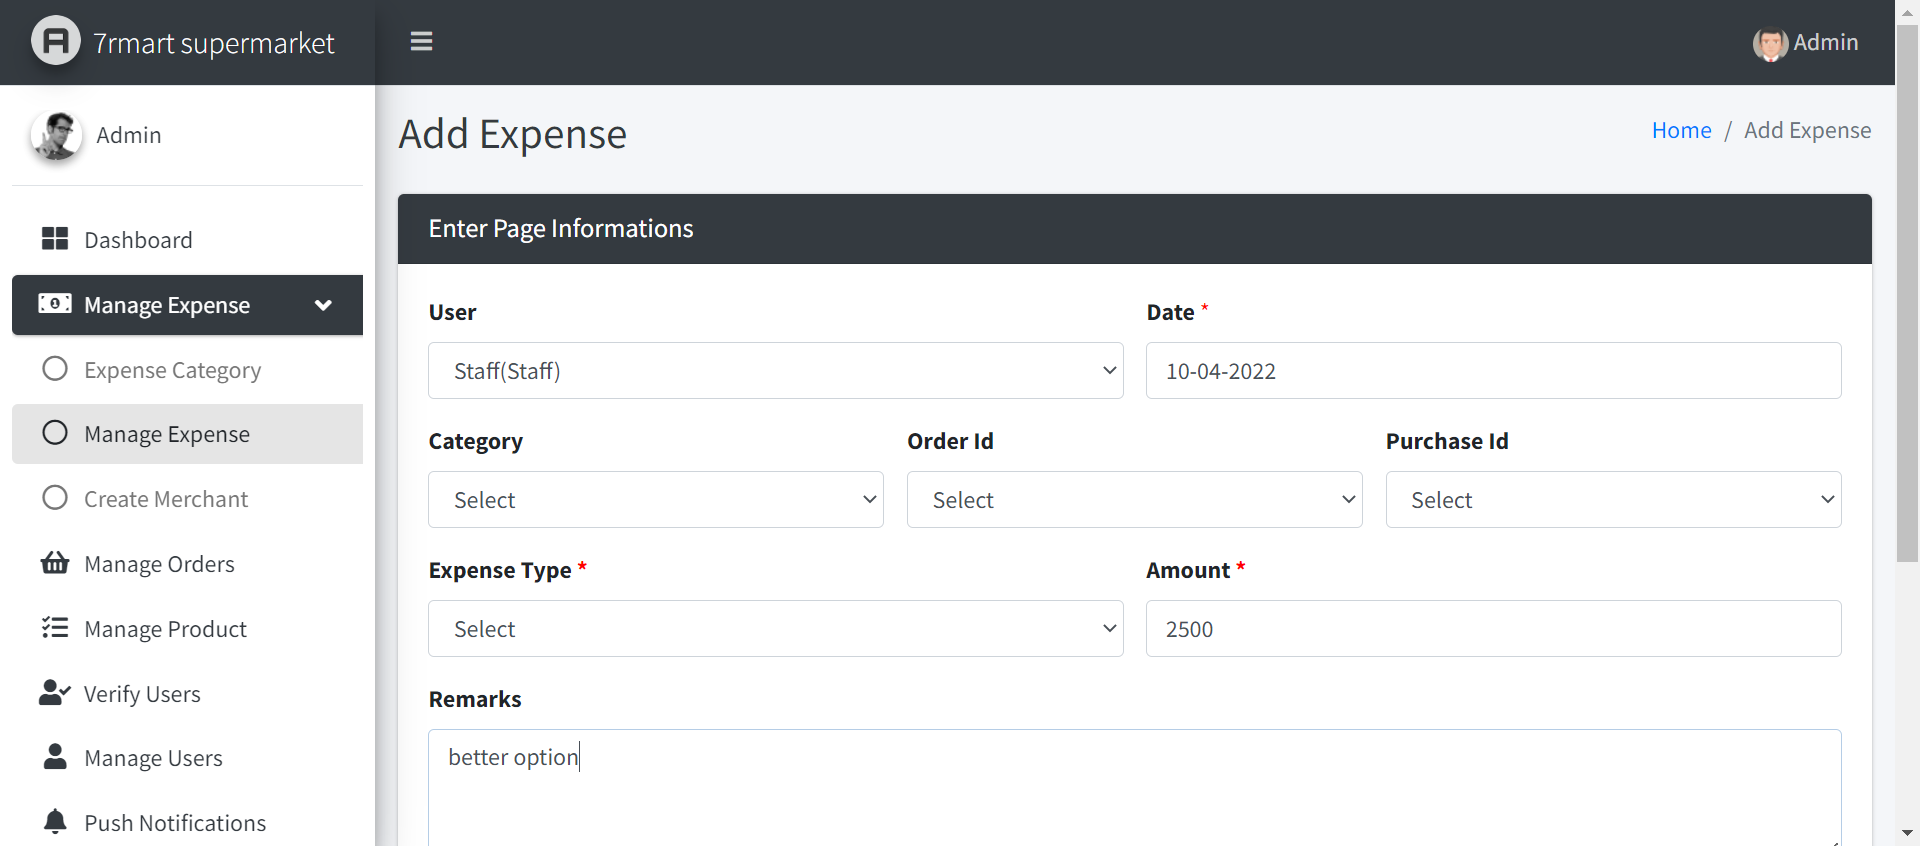 7rmart supermarket
Admin
Admin
Add Expense
Home / Add Expense
Dashboard
Manage Expense
Expense Category
Manage Expense
Create Merchant
Manage Orders
Manage Product
Verify Users
Manage Users
Push Notifications
Enter Page Informations
User
Date *
Staff(Staff)
10-04-2022
Category
Order Id
Purchase Id
Select
Select
Select
Expense Type *
Amount *
Select
2500
Remarks
better option